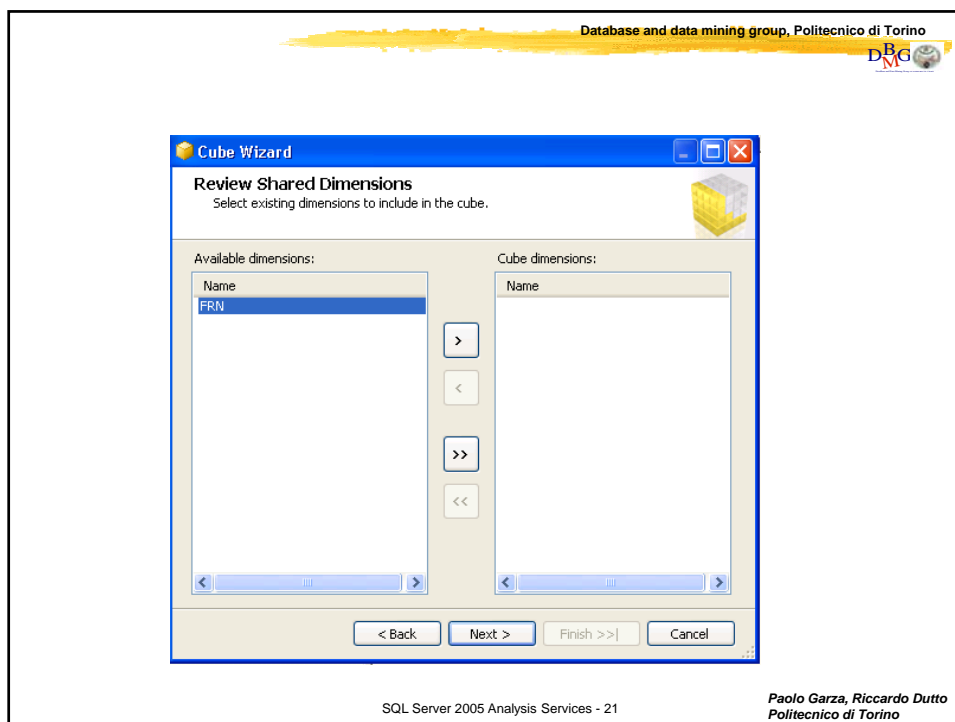 Database and data mining group, Politecnico di Torino
DBMG
Cube Wizard
Review Shared Dimensions
Select existing dimensions to include in the cube.
Available dimensions:
Cube dimensions:
Name
Name
FRN
>
<
>>
<<
< Back
Next >
Finish >>|
Cancel
SQL Server 2005 Analysis Services - 21
Paolo Garza, Riccardo Dutto
Politecnico di Torino